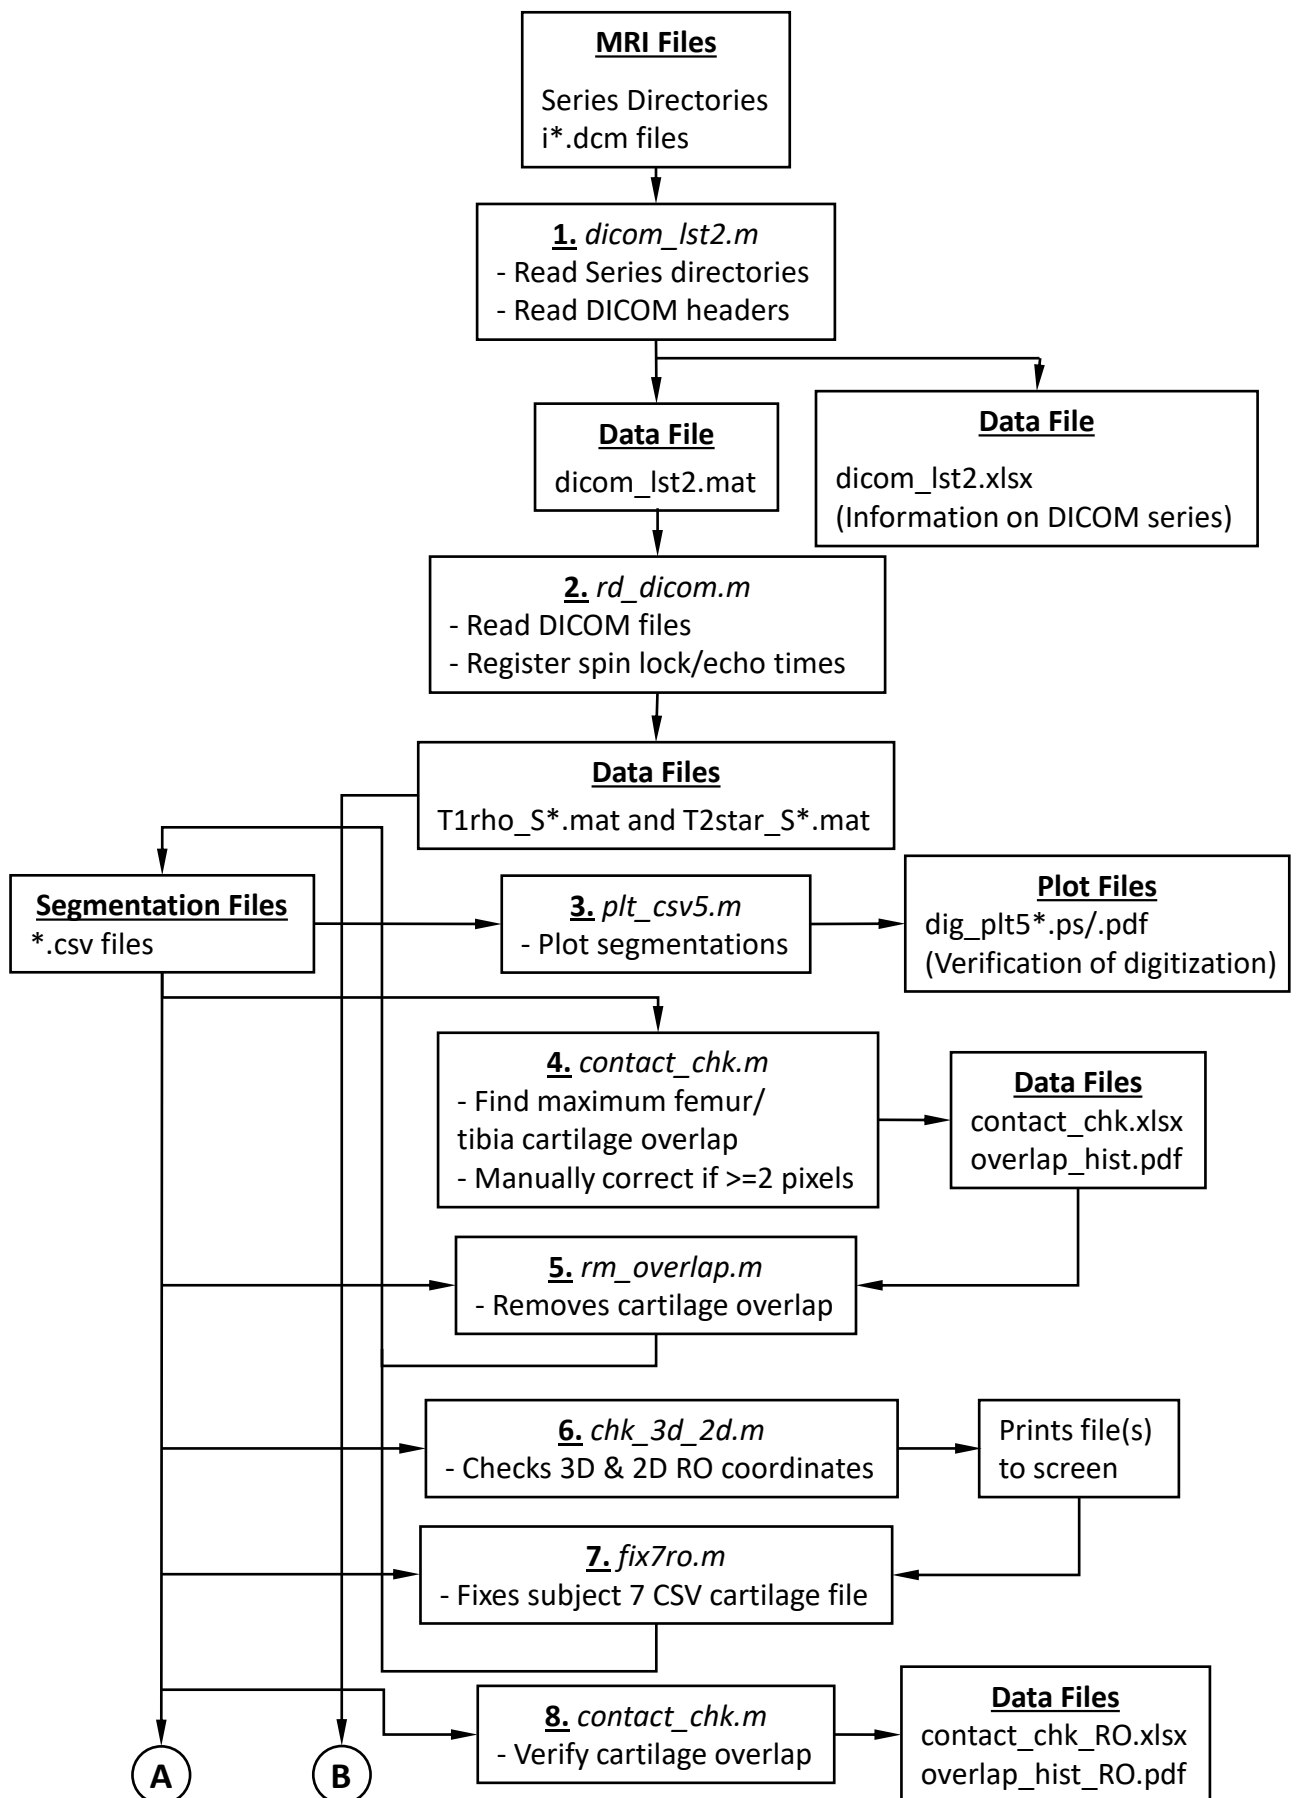 MRI Files
Series Directories
i*.dcm files
1. dicom_lst2.m
- Read Series directories
- Read DICOM headers
Data File
dicom_lst2.mat
Data File
dicom_lst2.xlsx
(Information on DICOM series)
2. rd_dicom.m
- Read DICOM files
- Register spin lock/echo times
Data Files
T1rho_S*.mat and T2star_S*.mat
Segmentation Files
*.csv files
3. plt_csv5.m
- Plot segmentations
Plot Files
dig_plt5*.ps/.pdf
(Verification of digitization)
4. contact_chk.m
- Find maximum femur/
tibia cartilage overlap
- Manually correct if >=2 pixels
Data Files
contact_chk.xlsx
overlap_hist.pdf
5. rm_overlap.m
- Removes cartilage overlap
6. chk_3d_2d.m
- Checks 3D & 2D RO coordinates
Prints file(s)
to screen
7. fix7ro.m
- Fixes subject 7 CSV cartilage file
8. contact_chk.m
- Verify cartilage overlap
Data Files
contact_chk_RO.xlsx
overlap_hist_RO.pdf
A
B